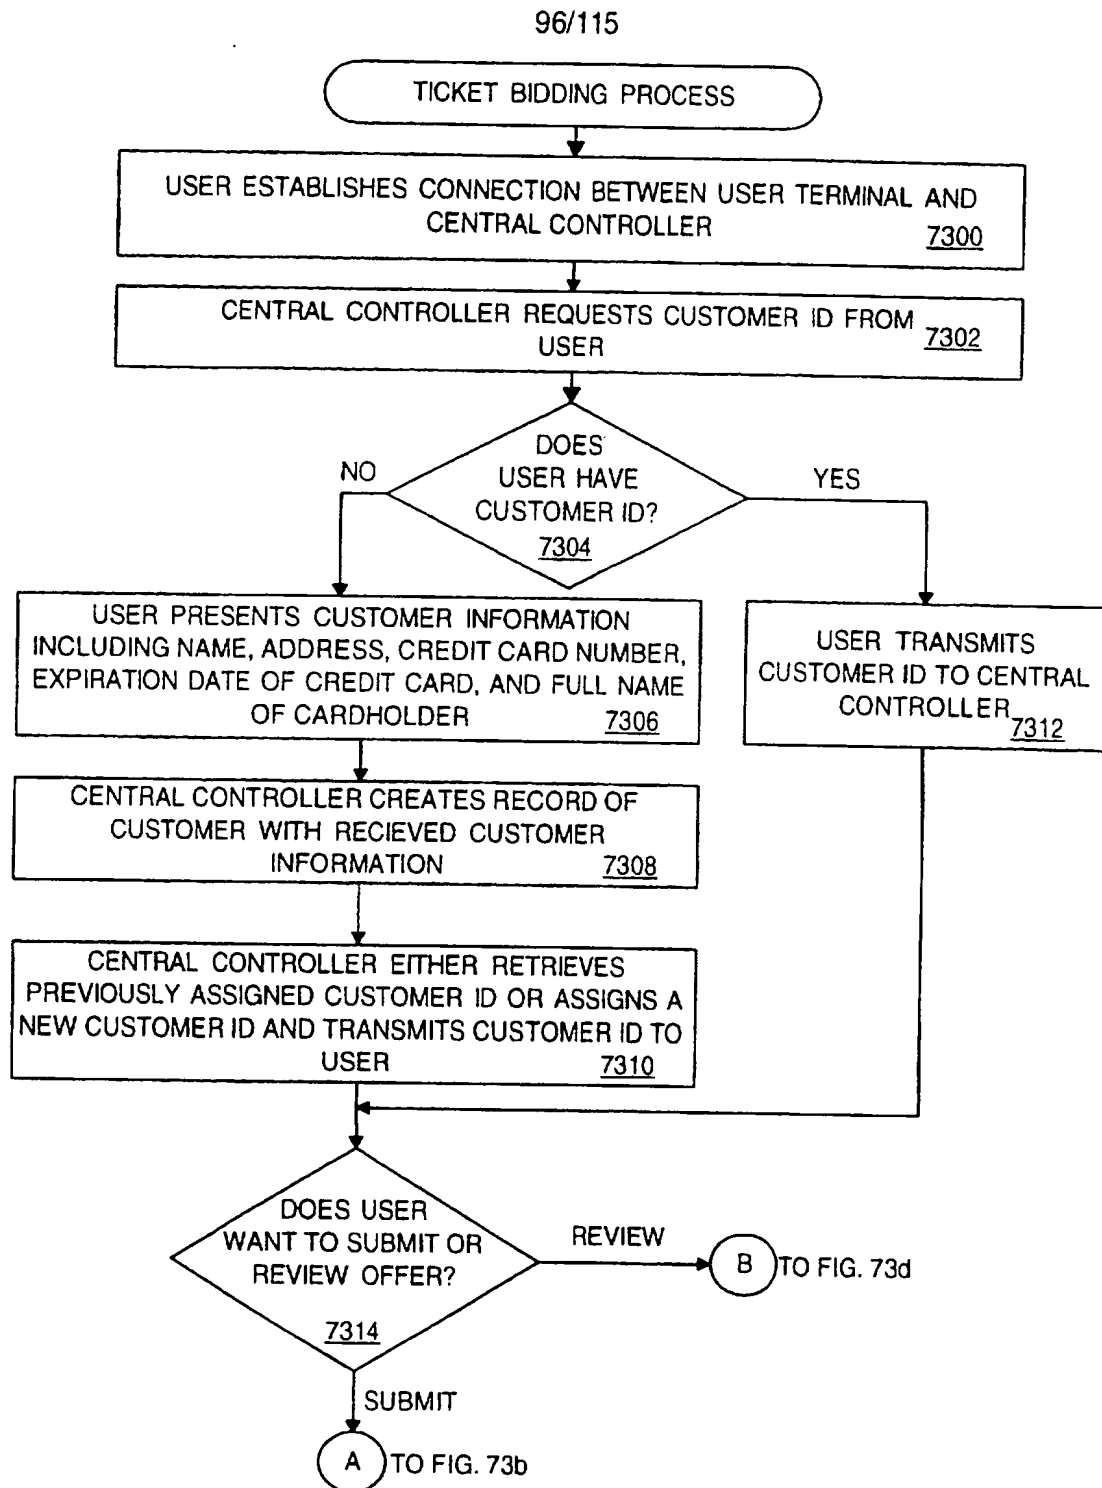 96/115
TICKET BIDDING PROCESS
USER ESTABLISHES CONNECTION BETWEEN USER TERMINAL AND
CENTRAL CONTROLLER
7300
CENTRAL CONTROLLER REQUESTS CUSTOMER ID FROM
USER
7302
DOES
USER HAVE
CUSTOMER ID?
7304
NO
YES
USER PRESENTS CUSTOMER INFORMATION
INCLUDING NAME, ADDRESS, CREDIT CARD NUMBER,
EXPIRATION DATE OF CREDIT CARD, AND FULL NAME
OF CARDHOLDER
7306
USER TRANSMITS
CUSTOMER ID TO CENTRAL
CONTROLLER
7312
CENTRAL CONTROLLER CREATES RECORD OF
CUSTOMER WITH RECIEVED CUSTOMER
INFORMATION
7308
CENTRAL CONTROLLER EITHER RETRIEVES
PREVIOUSLY ASSIGNED CUSTOMER ID OR ASSIGNS A
NEW CUSTOMER ID AND TRANSMITS CUSTOMER ID TO
USER
7310
DOES USER
WANT TO SUBMIT OR
REVIEW OFFER?
7314
REVIEW
B
TO FIG. 73d
SUBMIT
A
TO FIG. 73b